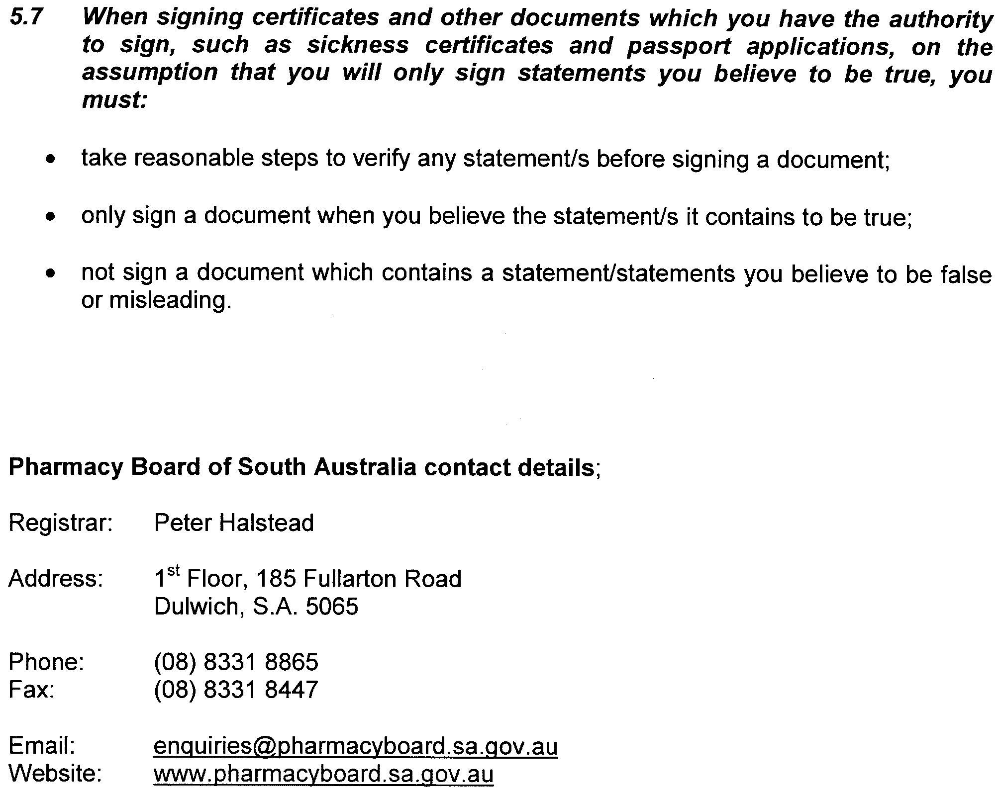 5.7 When signing certificates and other documents which you have the authority
to sign, such as sickness certificates and passport applications, on the
assumption that you will only sign statements you believe to be true, you
must:
• take reasonable steps to verify any statement/s before signing a document;
• only sign a document when you believe the statement/s it contains to be true;
• not sign a document which contains a statement/statements you believe to be false
or misleading.
Pharmacy Board of South Australia contact details;
Registrar: Peter Halstead
Address: 1st Floor, 185 Fullarton Road
Dulwich, S.A. 5065
Phone: (08) 8331 8865
Fax: (08) 8331 8447
Email: enquiries@pharmacyboard.sa.gov.au
Website: www.pharmacyboard.sa.gov.au